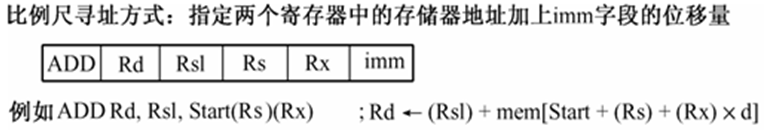 比例尺寻址方式：指定两个寄存器中的存储器地址加上imm字段的位移量
ADD Rd Rsl Rs Rx imm
例如ADD Rd, Rsl, Start(Rs)(Rx) ;Rd ← (Rsl) + mem[Start + (Rs) + (Rx) × d]